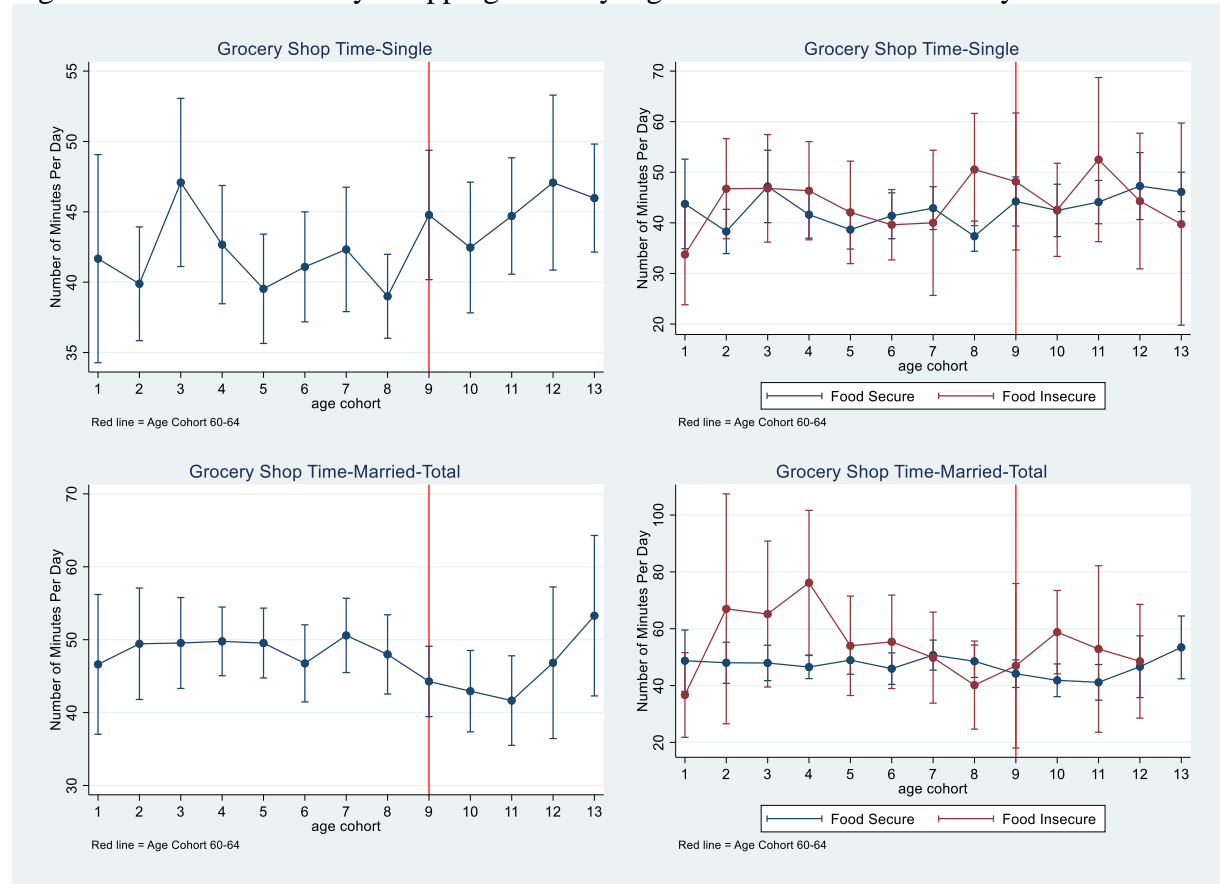 Grocery Shop Time-Single
Number of Minutes Per Day
55
50
45
40
35
1 2 3 4 5 6 7 8 9 10 11 12 13
age cohort
Red line = Age Cohort 60-64
Grocery Shop Time-Single
Number of Minutes Per Day
70
60
50
40
30
20
1 2 3 4 5 6 7 8 9 10 11 12 13
age cohort
Food Secure Food Insecure
Red line = Age Cohort 60-64
Grocery Shop Time-Married-Total
Number of Minutes Per Day
70
60
50
40
30
1 2 3 4 5 6 7 8 9 10 11 12 13
age cohort
Red line = Age Cohort 60-64
Grocery Shop Time-Married-Total
Number of Minutes Per Day
100
80
60
40
20
1 2 3 4 5 6 7 8 9 10 11 12 13
age cohort
Food Secure Food Insecure
Red line = Age Cohort 60-64